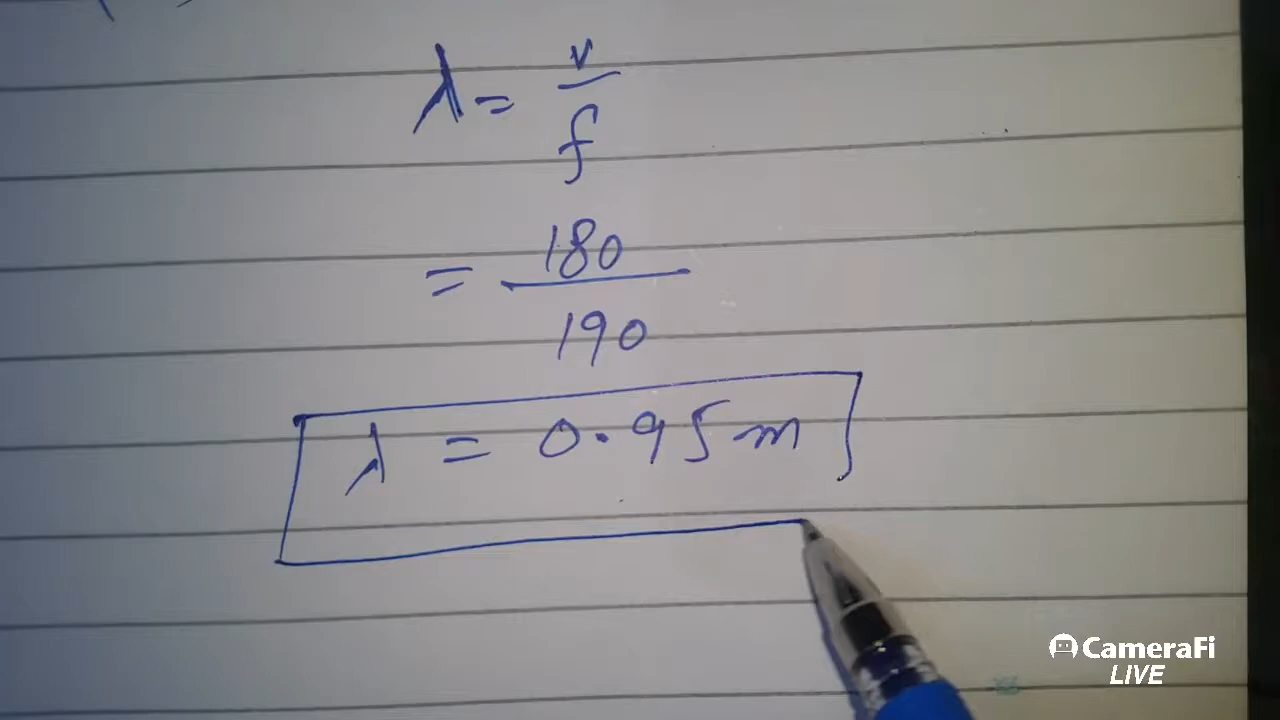 λ = v/f
= 180/190
λ = 0.95 m
CameraFi
LIVE